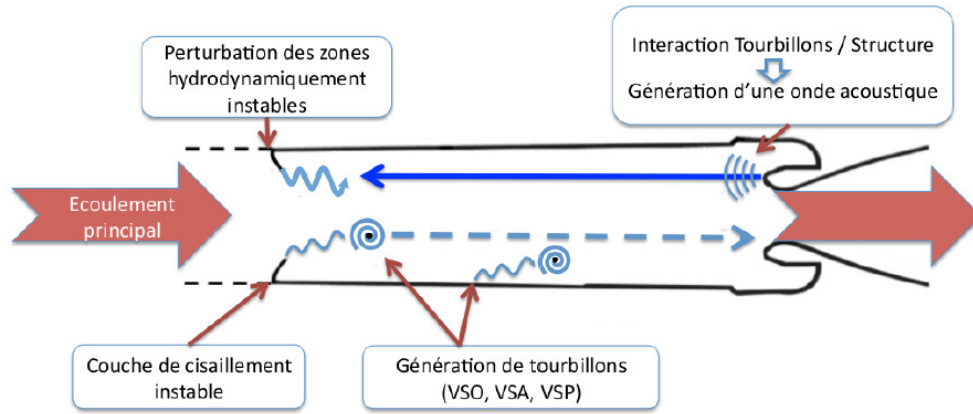 Perturbation des zones
hydrodynamiquement
instables
Interaction Tourbillons / Structure
Génération d'une onde acoustique
Ecoulement
principal
Couche de cisaillement
instable
Génération de tourbillons
(VSO, VSA, VSP)